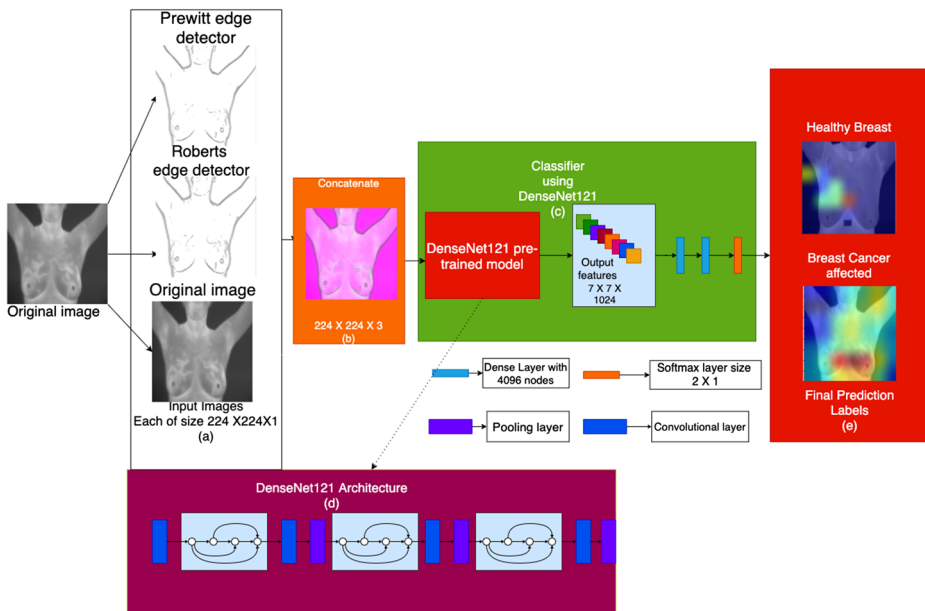 Original image
Prewitt edge
detector
Roberts
edge detector
Original image
Input Images
Each of size 224 X224X1
(a)
Concatenate
224 X 224 X 3
(b)
Classifier
using
DenseNet121
(c)
DenseNet121 pre-
trained model
Output
features
7 X 7 X
1024
Dense Layer with
4096 nodes
Softmax layer size
2 X 1
Pooling layer
Convolutional layer
Healthy Breast
Breast Cancer
affected
Final Prediction
Labels
(e)
DenseNet121 Architecture
(d)